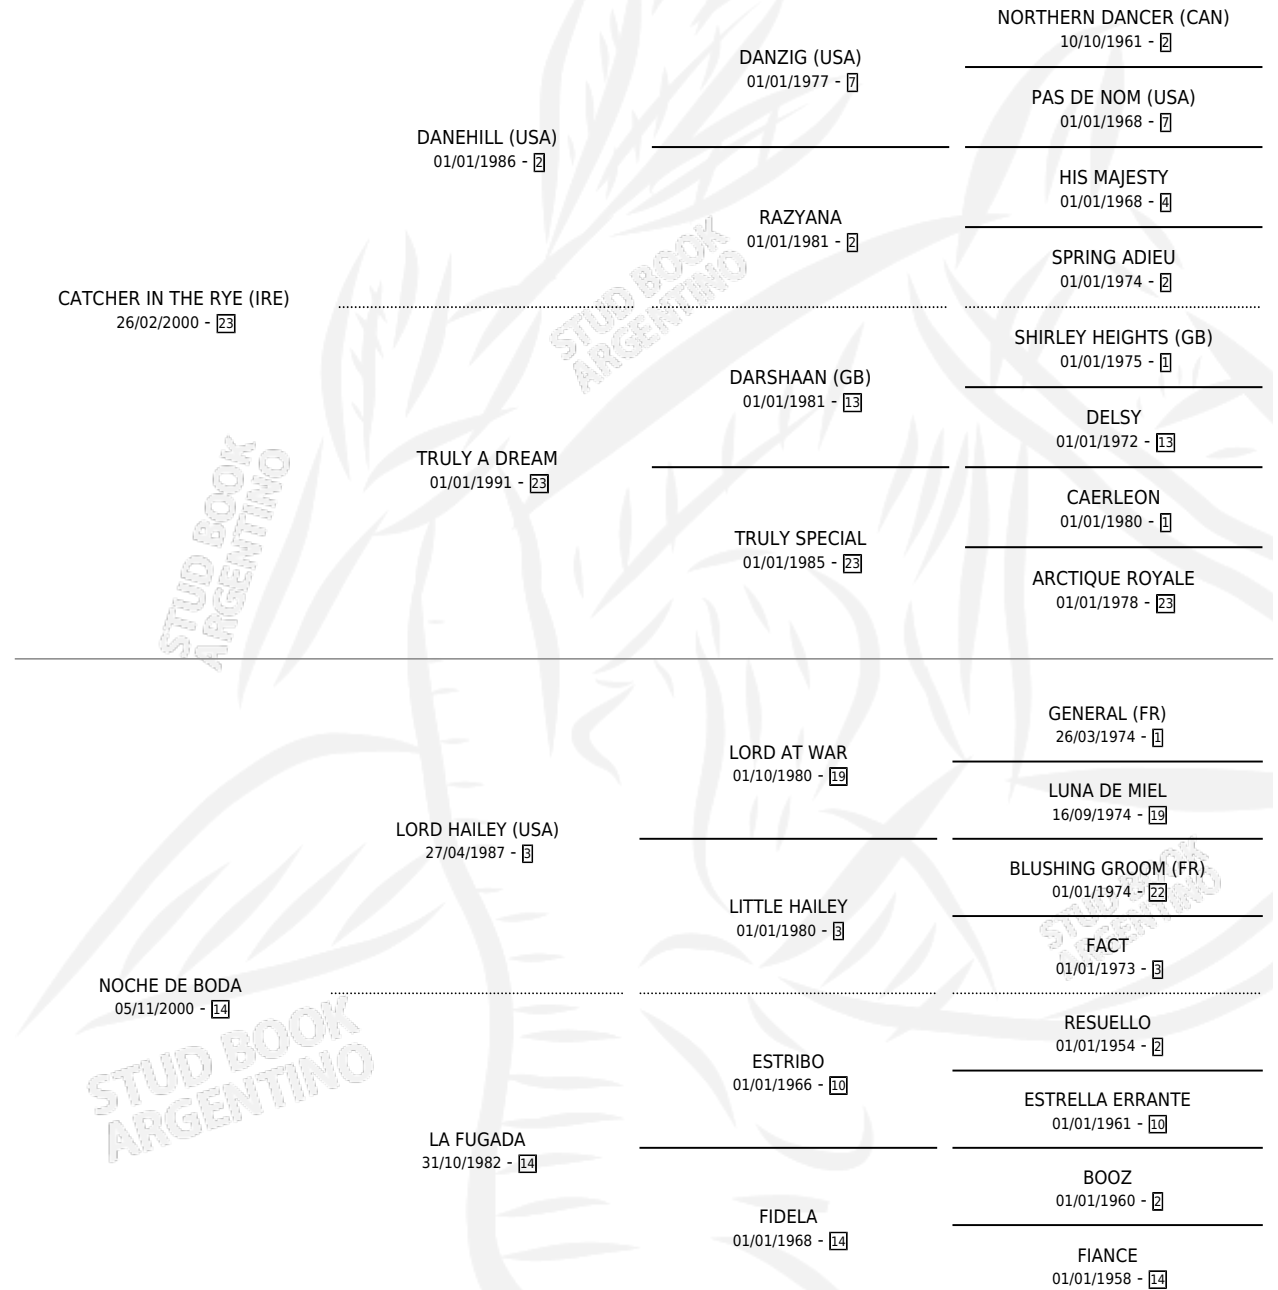 NORTHERN DANCER (CAN)
10/10/1961 - 2
DANZIG (USA)
01/01/1977 - 7
PAS DE NOM (USA)
01/01/1968 - 7
DANEHILL (USA)
01/01/1986 - 2
HIS MAJESTY
01/01/1968 - 4
RAZYANA
01/01/1981 - 2
SPRING ADIEU
01/01/1974 - 2
CATCHER IN THE RYE (IRE)
26/02/2000 - 23
STUD BOOK
ARGENTINO
SHIRLEY HEIGHTS (GB)
01/01/1975 - 1
DARSHAAN (GB)
01/01/1981 - 13
DELSY
01/01/1972 - 13
TRULY A DREAM
01/01/1991 - 23
CAERLEON
01/01/1980 - 1
TRULY SPECIAL
01/01/1985 - 23
ARCTIQUE ROYALE
01/01/1978 - 23
STUD BOOK
ARGENTINO
GENERAL (FR)
26/03/1974 - 1
LORD AT WAR
01/10/1980 - 19
LUNA DE MIEL
16/09/1974 - 19
LORD HAILEY (USA)
27/04/1987 - 3
BLUSHING GROOM (FR)
01/01/1974 - 22
LITTLE HAILEY
01/01/1980 - 3
FACT
01/01/1973 - 3
STUD BOOK
ARGENTINO
NOCHE DE BODA
05/11/2000 - 14
STUD BOOK
ARGENTINO
RESUELLO
01/01/1954 - 2
ESTRIBO
01/01/1966 - 10
ESTRELLA ERRANTE
01/01/1961 - 10
LA FUGADA
31/10/1982 - 14
BOOZ
01/01/1960 - 2
FIDELA
01/01/1968 - 14
FIANCE
01/01/1958 - 14